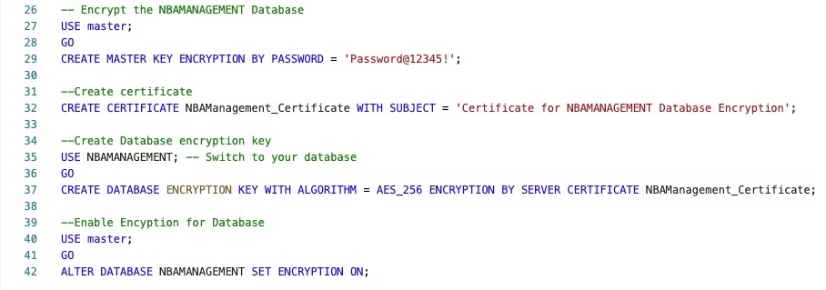 26 -- Encrypt the NBAMANAGEMENT Database
27 USE master;
28 GO
29 CREATE MASTER KEY ENCRYPTION BY PASSWORD = 'Password@12345!';
30
31 --Create certificate
32 CREATE CERTIFICATE NBAManagement_Certificate WITH SUBJECT = 'Certificate for NBAMANAGEMENT Database Encryption';
33
34 --Create Database encryption key
35 USE NBAMANAGEMENT; -- Switch to your database
36 GO
37 CREATE DATABASE ENCRYPTION KEY WITH ALGORITHM = AES_256 ENCRYPTION BY SERVER CERTIFICATE NBAManagement_Certificate;
38
39 --Enable Encyption for Database
40 USE master;
41 GO
42 ALTER DATABASE NBAMANAGEMENT SET ENCRYPTION ON;